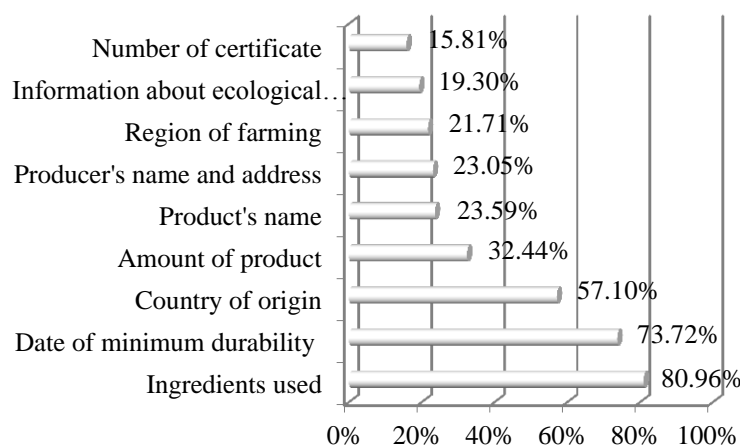 Number of certificate 15.81%
Information about ecological… 19.30%
Region of farming 21.71%
Producer's name and address 23.05%
Product's name 23.59%
Amount of product 32.44%
Country of origin 57.10%
Date of minimum durability 73.72%
Ingredients used 80.96%
0% 20% 40% 60% 80% 100%